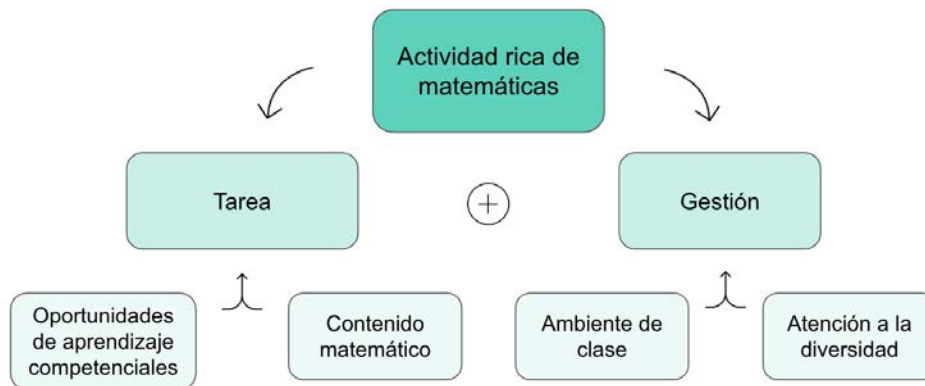 Actividad rica de
matemáticas
Tarea
+
Gestión
Oportunidades
de aprendizaje
competenciales
Contenido
matemático
Ambiente de
clase
Atención a la
diversidad